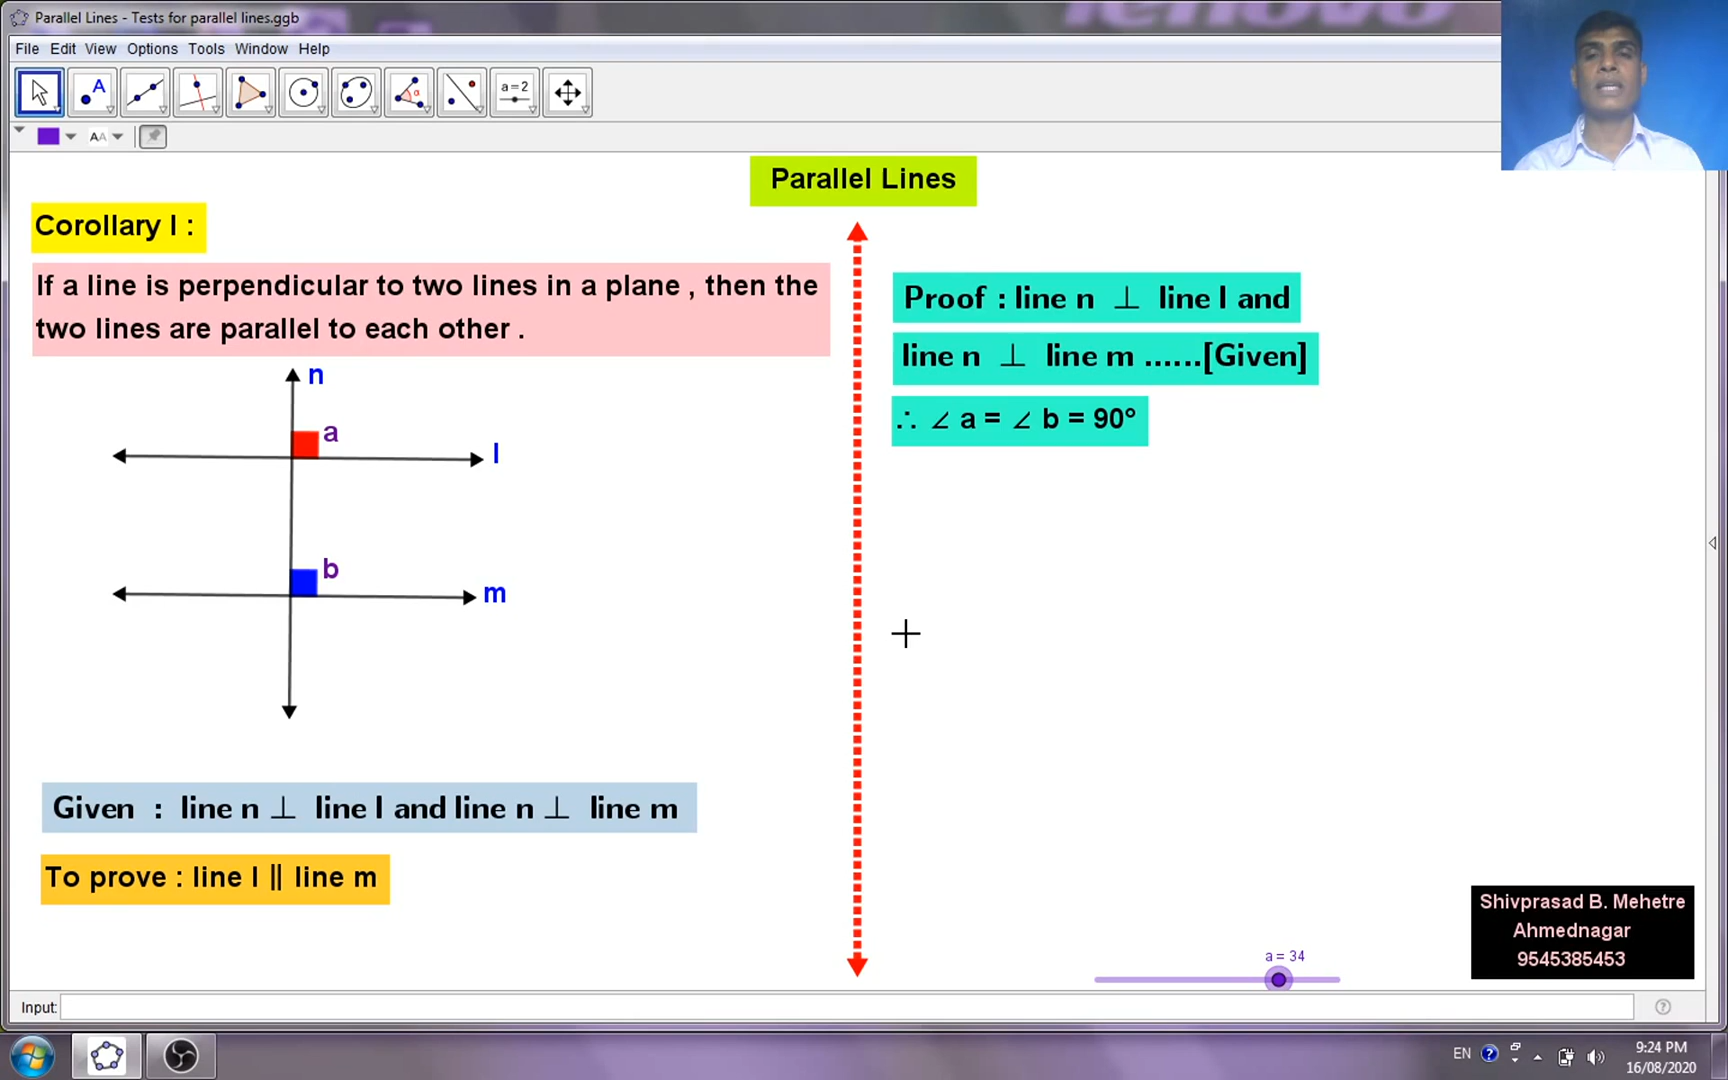 Parallel Lines - Tests for parallel lines.ggb
lenovo
File Edit View Options Tools Window Help
A
α
a = 2
AA
Parallel Lines
Corollary I :
If a line is perpendicular to two lines in a plane , then the
two lines are parallel to each other .
n
a
l
b
m
Given : line n ⊥ line l and line n ⊥ line m
To prove : line l ∥ line m
Proof : line n ⊥ line l and
line n ⊥ line m ......[Given]
∴ ∠ a = ∠ b = 90°
Shivprasad B. Mehetre
Ahmednagar
9545385453
a = 34
Input:
EN
9:24 PM
16/08/2020